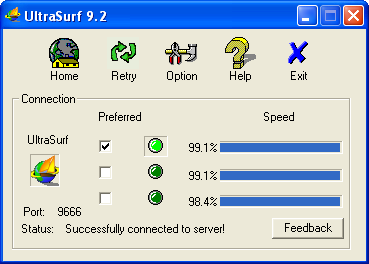 UltraSurf 9.2
Home Retry Option Help Exit
Connection
Preferred Speed
UltraSurf
99.1%
99.1%
98.4%
Port: 9666
Status: Successfully connected to server!
Feedback